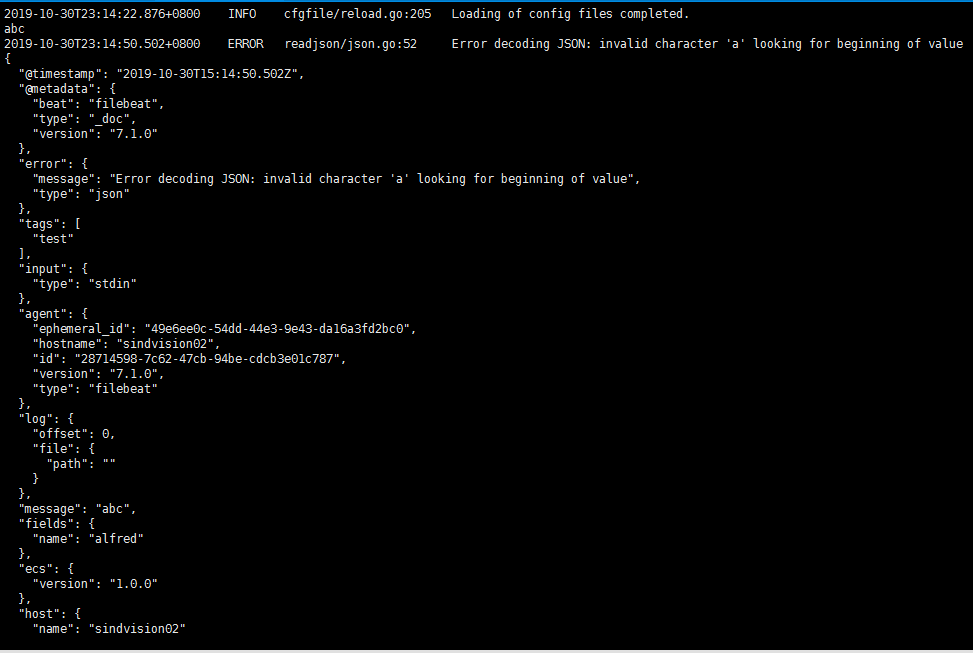 2019-10-30T23:14:22.876+0800    INFO    cfgfile/reload.go:205   Loading of config files completed.
abc
2019-10-30T23:14:50.502+0800    ERROR   readjson/json.go:52     Error decoding JSON: invalid character 'a' looking for beginning of value
{
  "@timestamp": "2019-10-30T15:14:50.502Z",
  "@metadata": {
    "beat": "filebeat",
    "type": "_doc",
    "version": "7.1.0"
  },
  "error": {
    "message": "Error decoding JSON: invalid character 'a' looking for beginning of value",
    "type": "json"
  },
  "tags": [
    "test"
  ],
  "input": {
    "type": "stdin"
  },
  "agent": {
    "ephemeral_id": "49e6ee0c-54dd-44e3-9e43-da16a3fd2bc0",
    "hostname": "sindvision02",
    "id": "28714598-7c62-47cb-94be-cdcb3e01c787",
    "version": "7.1.0",
    "type": "filebeat"
  },
  "log": {
    "offset": 0,
    "file": {
      "path": ""
    }
  },
  "message": "abc",
  "fields": {
    "name": "alfred"
  },
  "ecs": {
    "version": "1.0.0"
  },
  "host": {
    "name": "sindvision02"